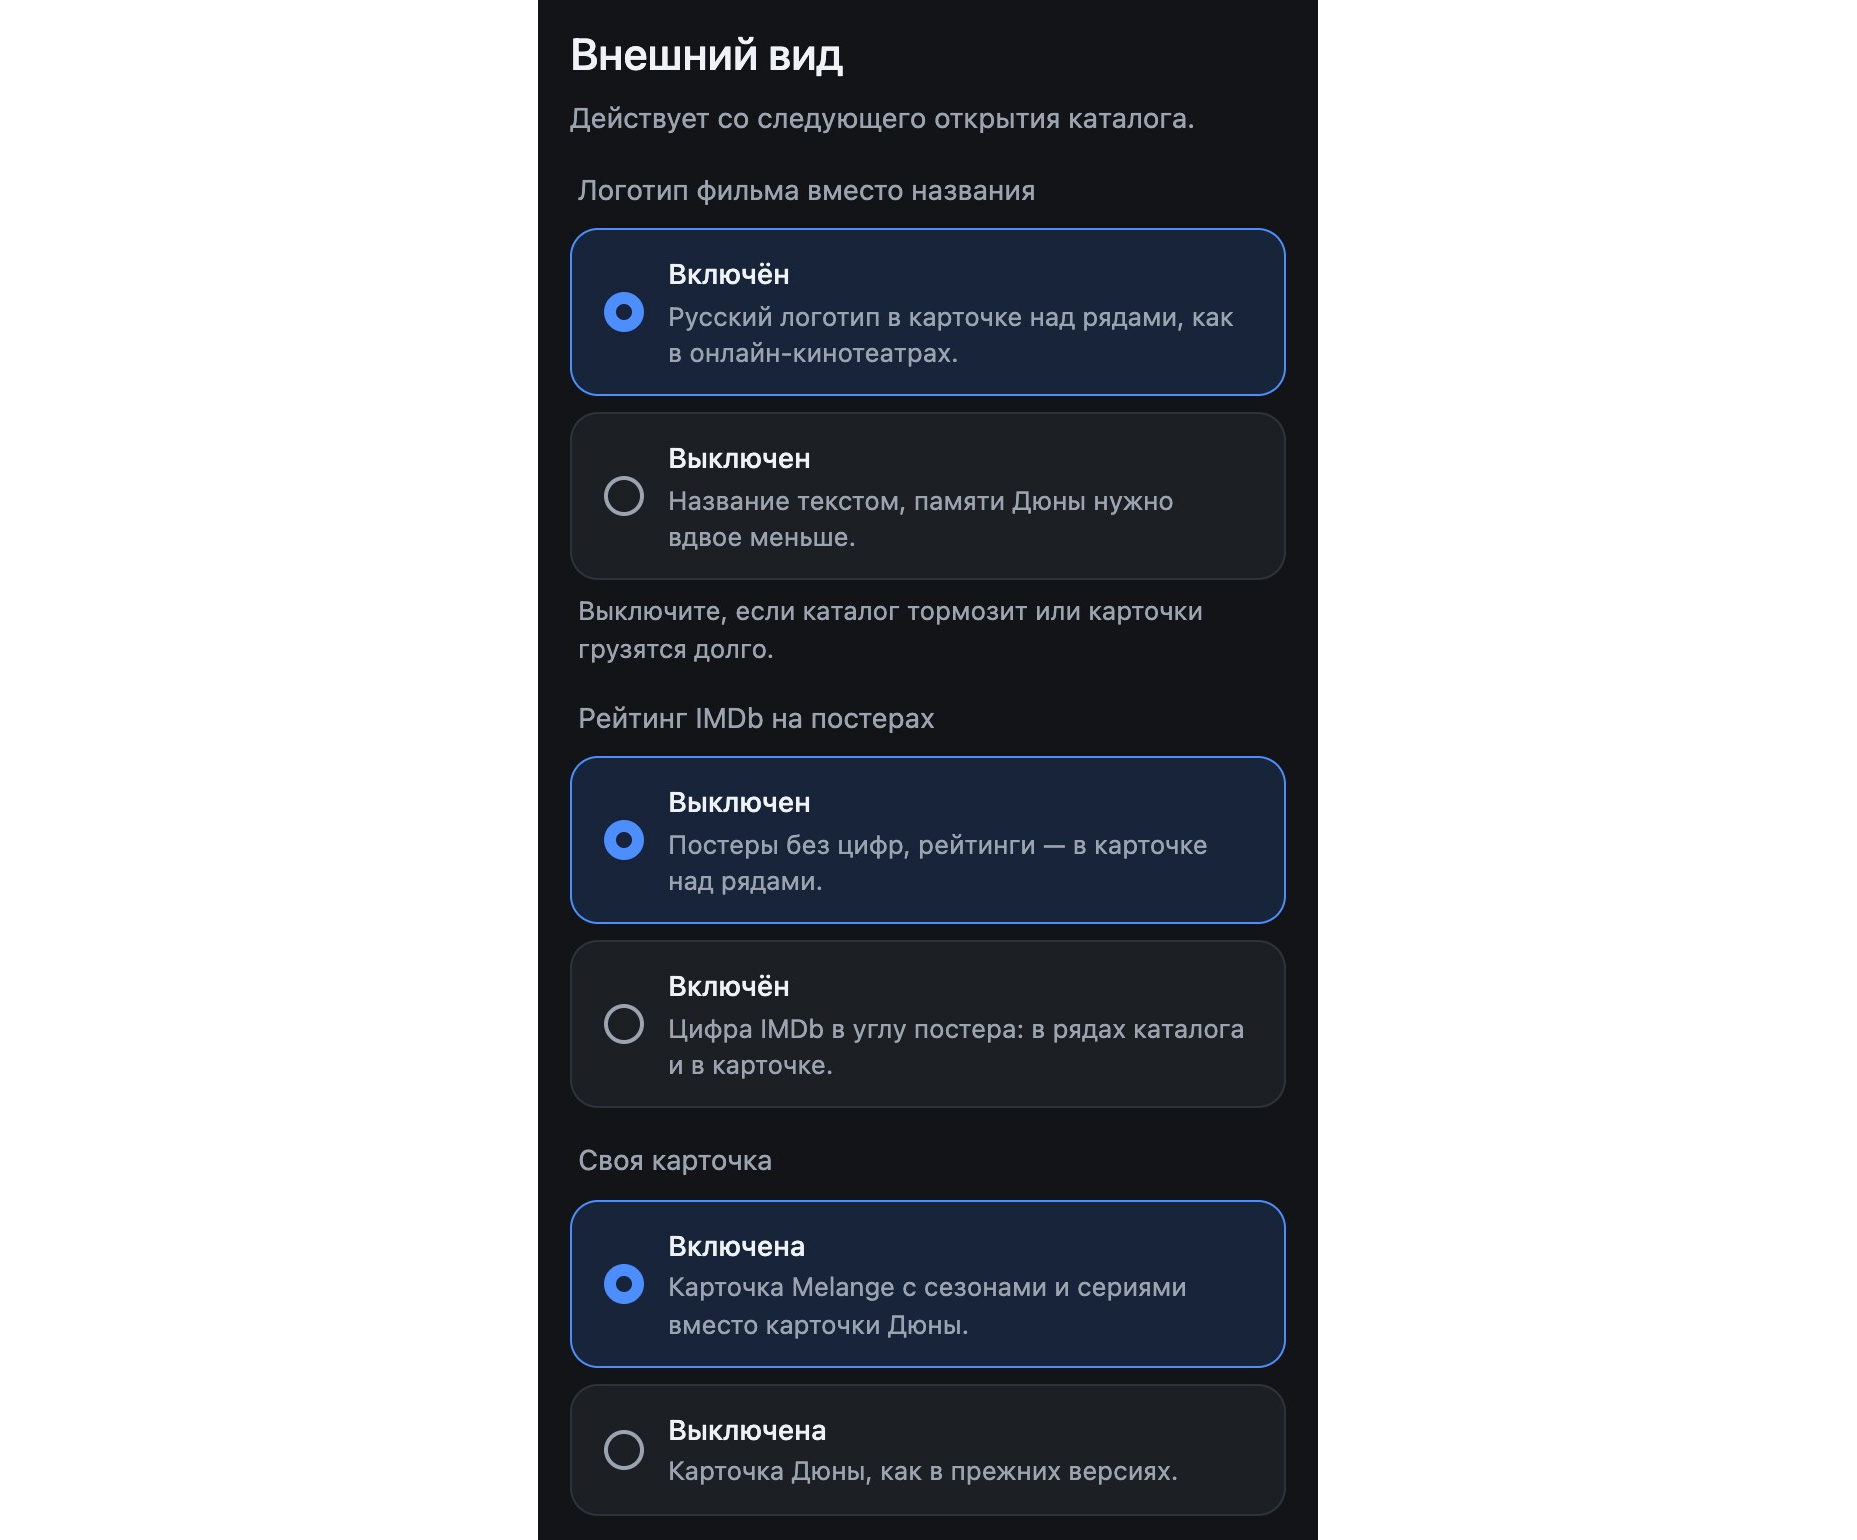 Внешний вид
Действует со следующего открытия каталога.
Логотип фильма вместо названия
Включён
Русский логотип в карточке над рядами, как
в онлайн-кинотеатрах.
Выключен
Название текстом, памяти Дюны нужно
вдвое меньше.
Выключите, если каталог тормозит или карточки
грузятся долго.
Рейтинг IMDb на постерах
Выключен
Постеры без цифр, рейтинги — в карточке
над рядами.
Включён
Цифра IMDb в углу постера: в рядах каталога
и в карточке.
Своя карточка
Включена
Карточка Melange с сезонами и сериями
вместо карточки Дюны.
Выключена
Карточка Дюны, как в прежних версиях.